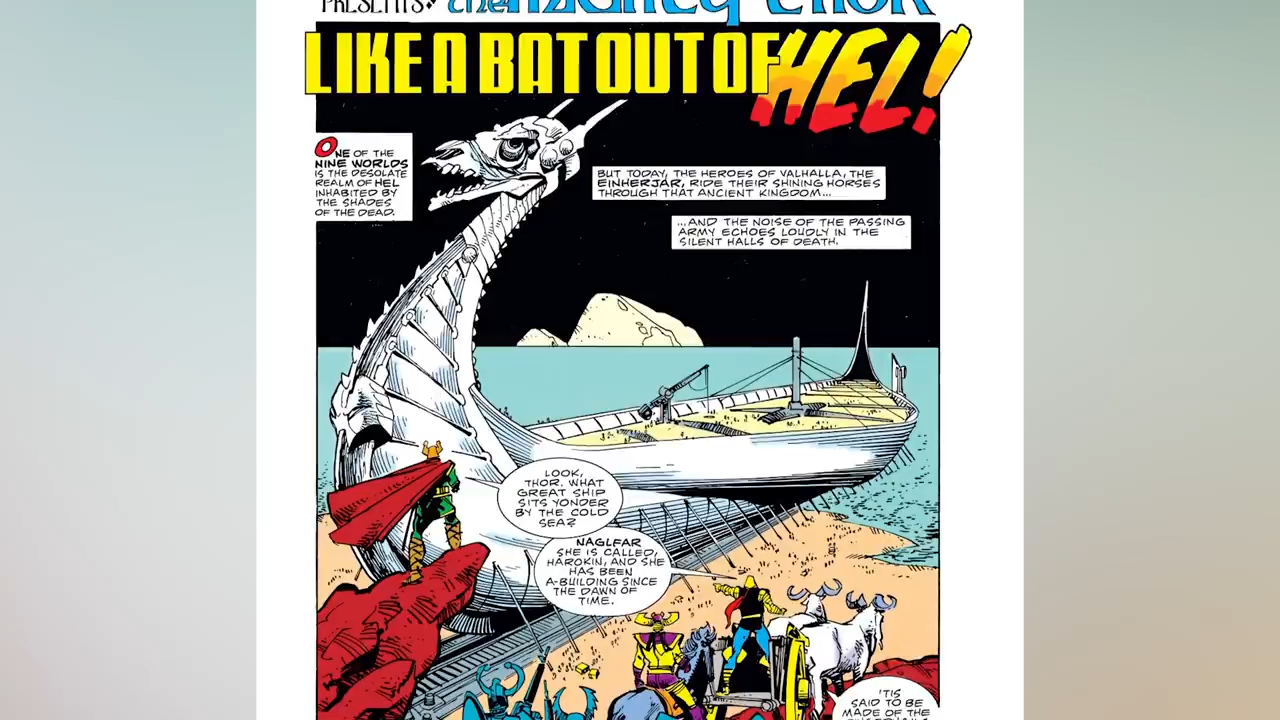 PRESENTS
the Mighty Thor
LIKE A BAT OUT OF HEL!
ONE OF THE
NINE WORLDS
IS THE DESOLATE
REALM OF HEL
INHABITED BY
THE SHADES
OF THE DEAD.
BUT TODAY, THE HEROES OF VALHALLA, THE
EINHERJAR, RIDE THEIR SHINING HORSES
THROUGH THAT ANCIENT KINGDOM...
...AND THE NOISE OF THE PASSING
ARMY ECHOES LOUDLY IN THE
SILENT HALLS OF DEATH.
LOOK,
THOR. WHAT
GREAT SHIP
SITS YONDER
BY THE COLD
SEA?
NAGLFAR
SHE IS CALLED,
HAROKIN, AND SHE
HAS BEEN
A-BUILDING SINCE
THE DAWN OF
TIME.
'TIS
SAID TO BE
MADE OF THE